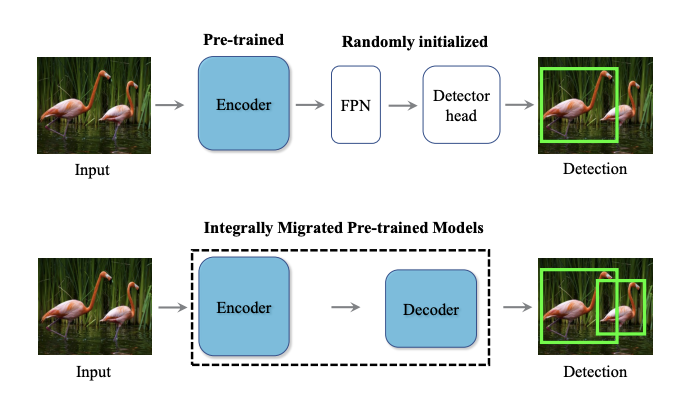 Pre-trained
Randomly initialized
Encoder
FPN
Detector
head
Input
Detection
Integrally Migrated Pre-trained Models
Encoder
Decoder
Input
Detection